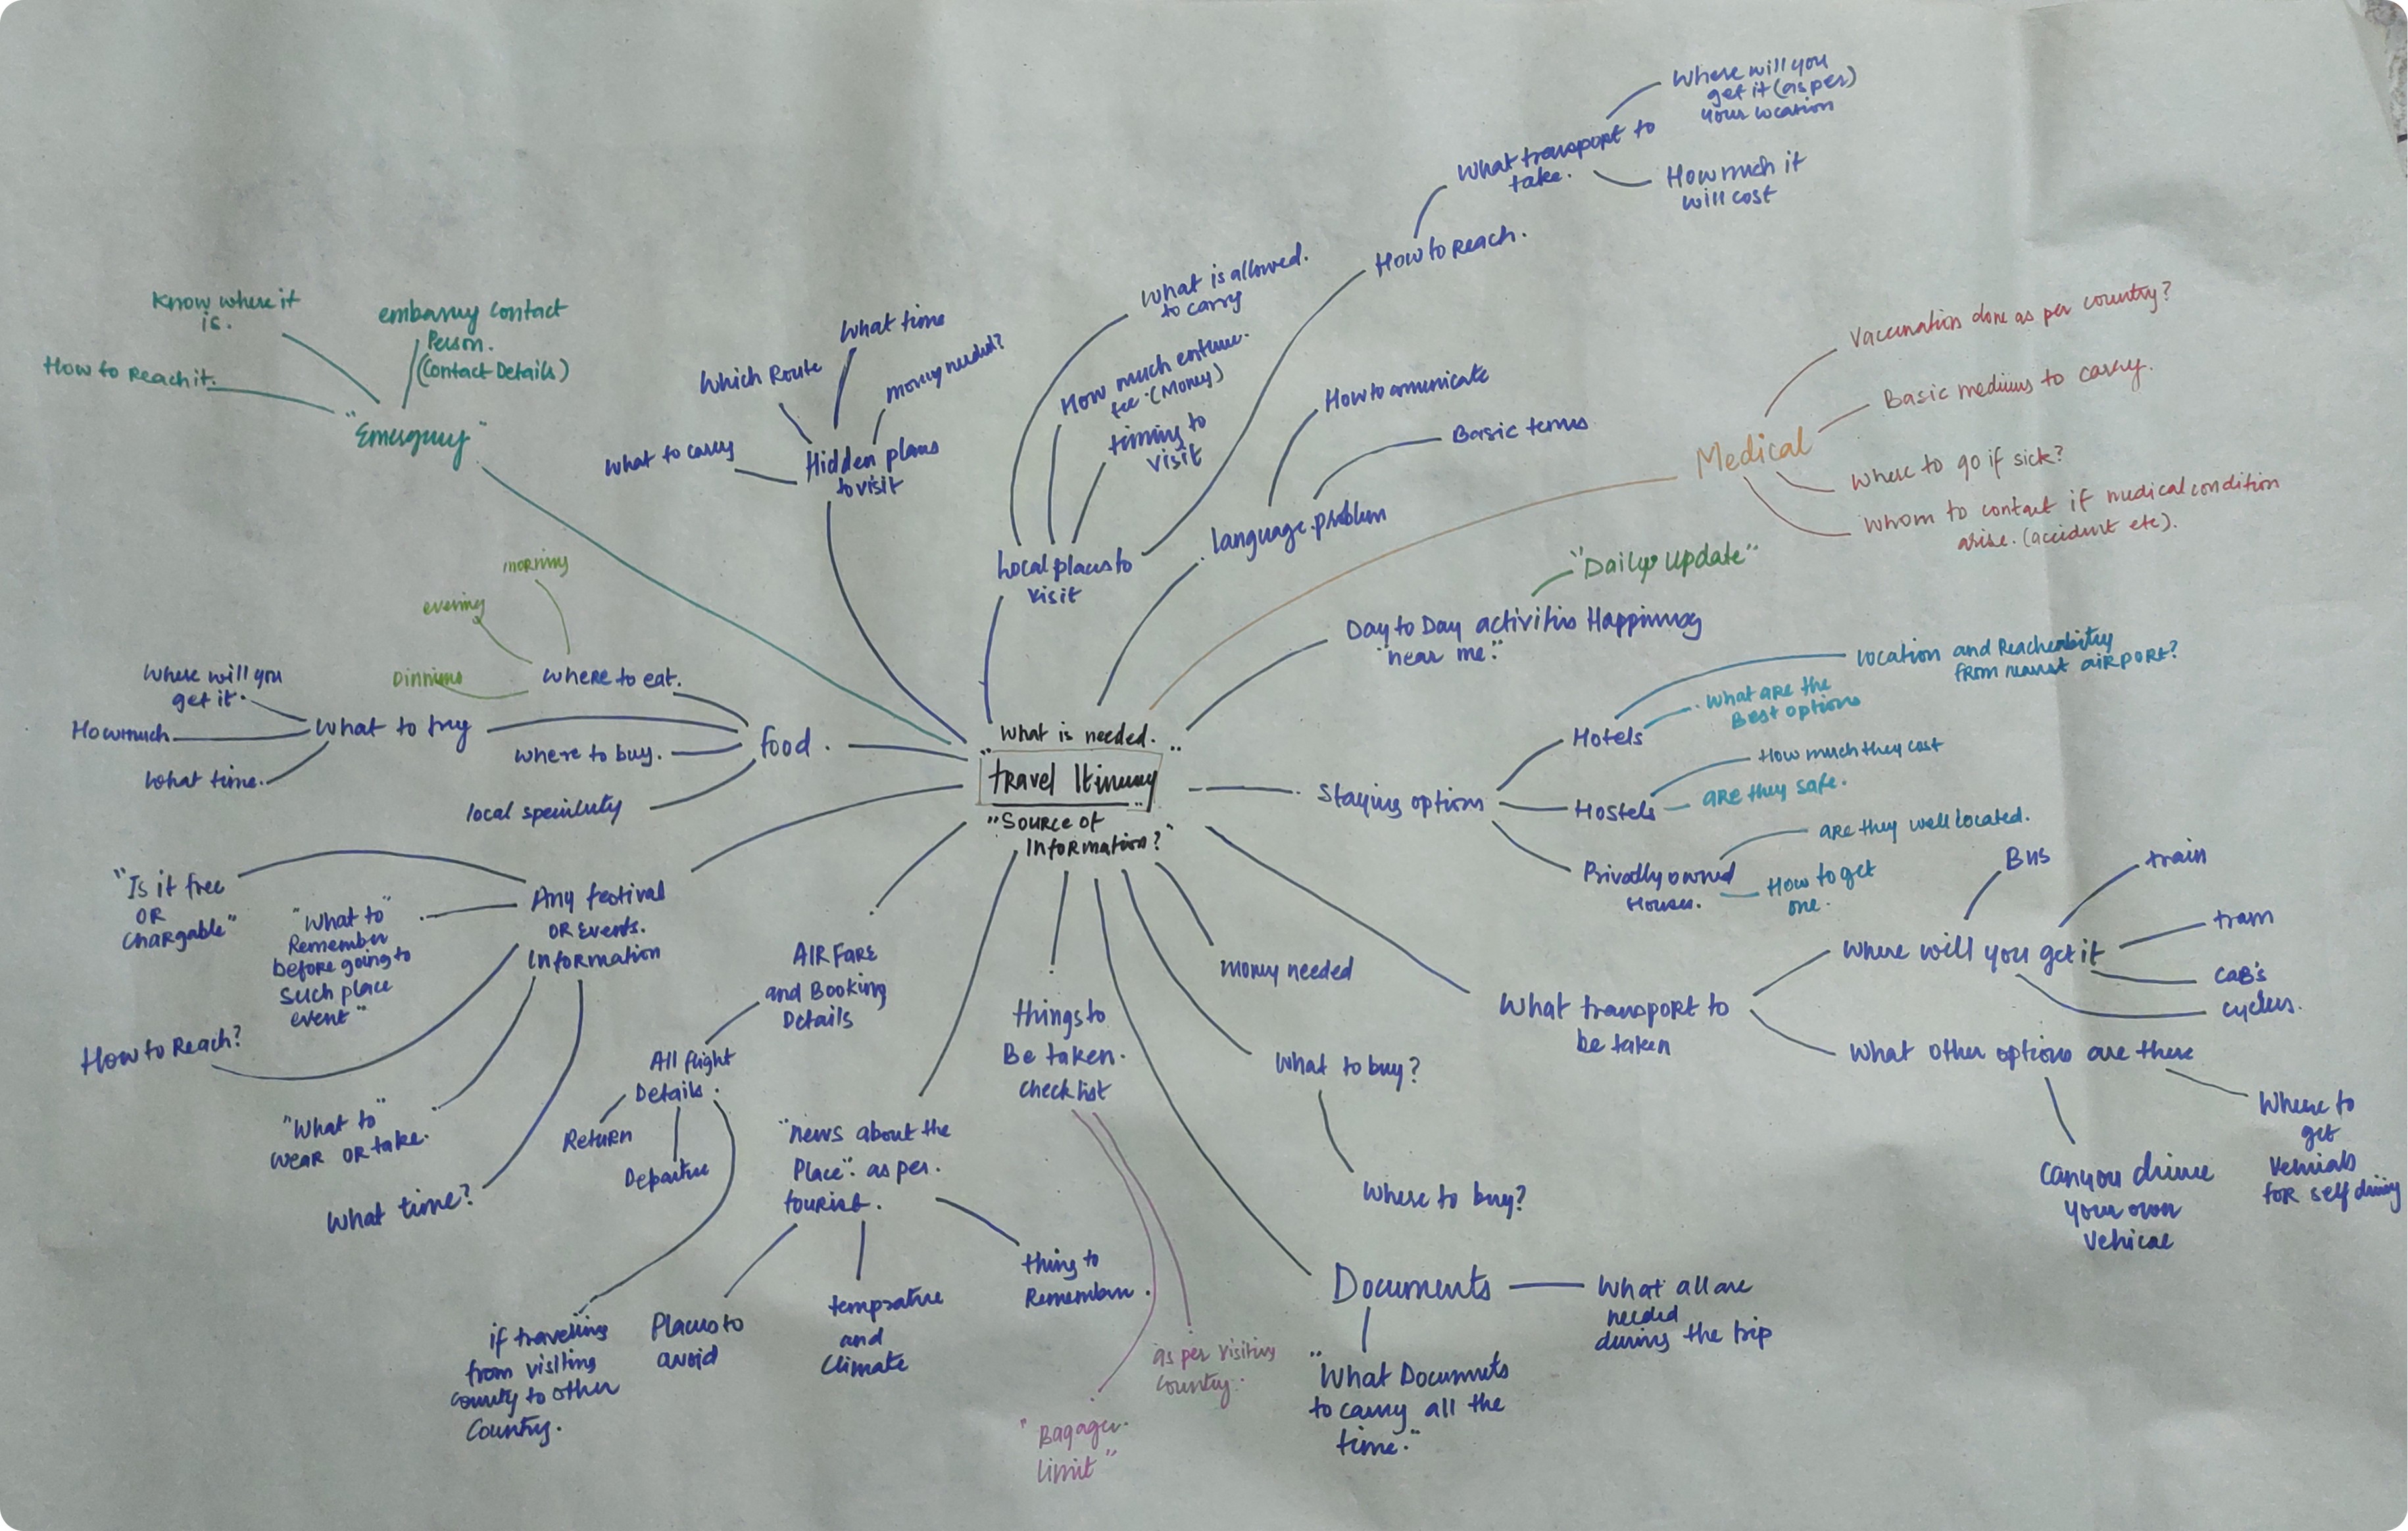 "What is needed."
Travel Itinerary
"Source of
Information?"
Know where it
is.
How to Reach it.
embassy contact
Person.
(Contact Details)
"Emergency"
What to carry
Which Route
What time
money needed?
Hidden places
to visit
What is allowed.
to carry
How much entrance.
fee. (Money)
timing to
visit
Local places to
visit
How to reach.
What transport to
take.
Where will you
get it (as per)
your location
How much it
will cost
How to comunicate
Basic terms
language problem
Medical
Vaccination done as per country?
Basic medicines to carry.
Where to go if sick?
Whom to contact if medical condition
arise. (accident etc).
"Daily Update"
Day to Day activities Happining
"near me."
Staying options
Hotels
Location and Reacheability
from nearest airport?
What are the
Best options
Hostels
How much they cost
are they safe.
Privatly owned
Houses.
are they well located.
How to get
one.
What transport to
be taken
Where will you get it
Bus
train
tram
CAB's
cycles.
What other options are there
Can you drive
your own
Vehicle
Where to
get
for self driving
Money needed
What to buy?
Where to buy?
Documents
What all are
needed
during the trip
"What Documents
to carry all the
time."
things to
Be taken.
checklist
as per visiting
Country.
"Bagage.
limit"
"news about the
Place". as per.
tourist.
Places to
avoid
temprature
and
Climate
thing to
Remember.
AIR FARE
and Booking
Details
All flight
Details.
Return
Departure
if traveling
from visiting
country to other
Country.
Any festival
OR Events.
Information
"Is it free
OR
Chargable"
"What to"
Remember
before going to
such place
event"
How to Reach?
"What to"
wear OR take.
What time?
food.
where to eat.
morning
evening
where to buy.
local speciality
What to try
Where will you
get it.
How much
What time.